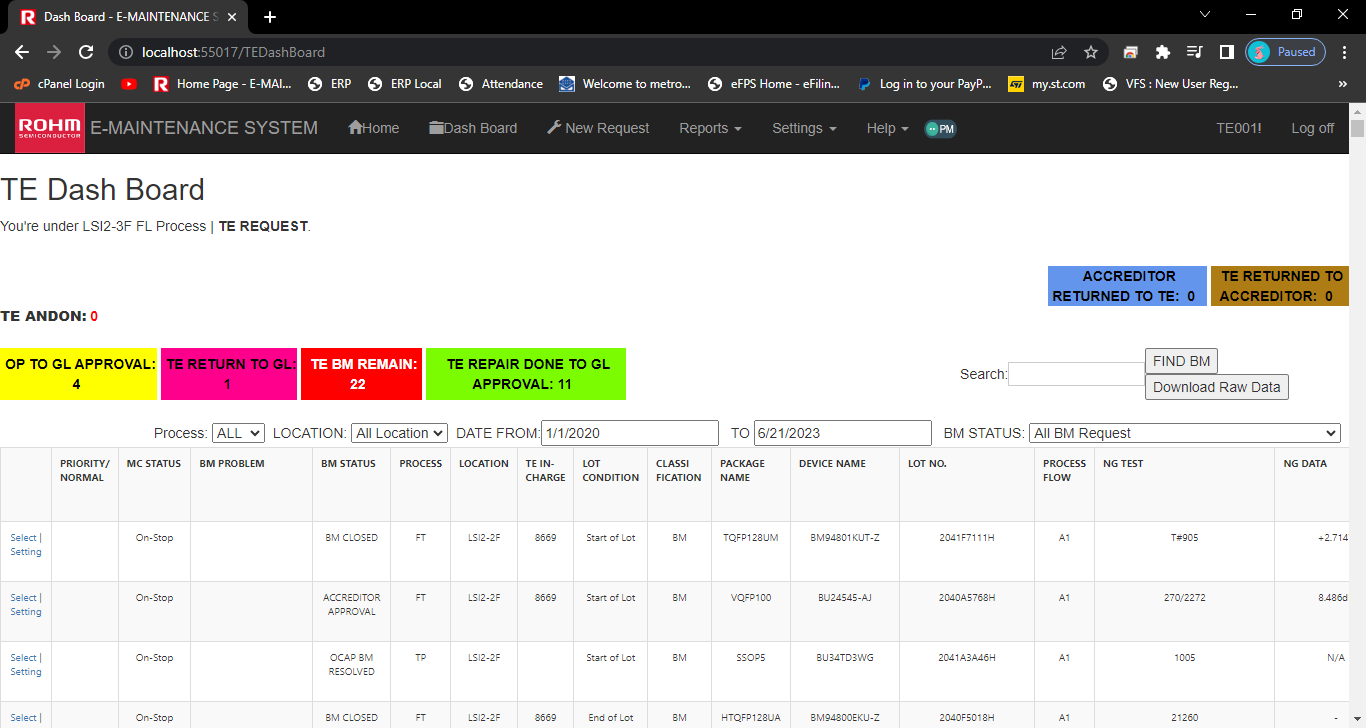 Dash Board - E-MAINTENANCE S
localhost:55017/TEDashBoard
Paused
cPanel Login
Home Page - E-MAI...
ERP
ERP Local
Attendance
Welcome to metro...
eFPS Home - eFilin...
Log in to your PayP...
my.st.com
VFS : New User Reg...
»
ROHM
SEMICONDUCTOR
E-MAINTENANCE SYSTEM
Home
Dash Board
New Request
Reports
Settings
Help
PM
TE001!
Log off
TE Dash Board
You're under LSI2-3F FL Process | TE REQUEST.
ACCREDITOR
RETURNED TO TE: 0
TE RETURNED TO
ACCREDITOR: 0
TE ANDON: 0
OP TO GL APPROVAL:
4
TE RETURN TO GL:
1
TE BM REMAIN:
22
TE REPAIR DONE TO GL
APPROVAL: 11
Search:
FIND BM
Download Raw Data
Process: ALL LOCATION: All Location DATE FROM: 1/1/2020 TO 6/21/2023 BM STATUS: All BM Request
PRIORITY/
NORMAL
MC STATUS
BM PROBLEM
BM STATUS
PROCESS
LOCATION
TE IN-
CHARGE
LOT
CONDITION
CLASSI
FICATION
PACKAGE
NAME
DEVICE NAME
LOT NO.
PROCESS
FLOW
NG TEST
NG DATA
Select |
Setting
On-Stop
BM CLOSED
FT
LSI2-2F
8669
Start of Lot
BM
TQFP128UM
BM94801KUT-Z
2041F7111H
A1
T#905
+2.714
Select |
Setting
On-Stop
ACCREDITOR
APPROVAL
FT
LSI2-2F
8669
Start of Lot
BM
VQFP100
BU24545-AJ
2040A5768H
A1
270/2272
8.486d
Select |
Setting
On-Stop
OCAP BM
RESOLVED
TP
LSI2-2F
Start of Lot
BM
SSOP5
BU34TD3WG
2041A3A46H
A1
1005
N/A
Select |
On-Stop
BM CLOSED
FT
LSI2-2F
8669
End of Lot
BM
HTQFP128UA
BM94800EKU-Z
2040F5018H
A1
21260
-